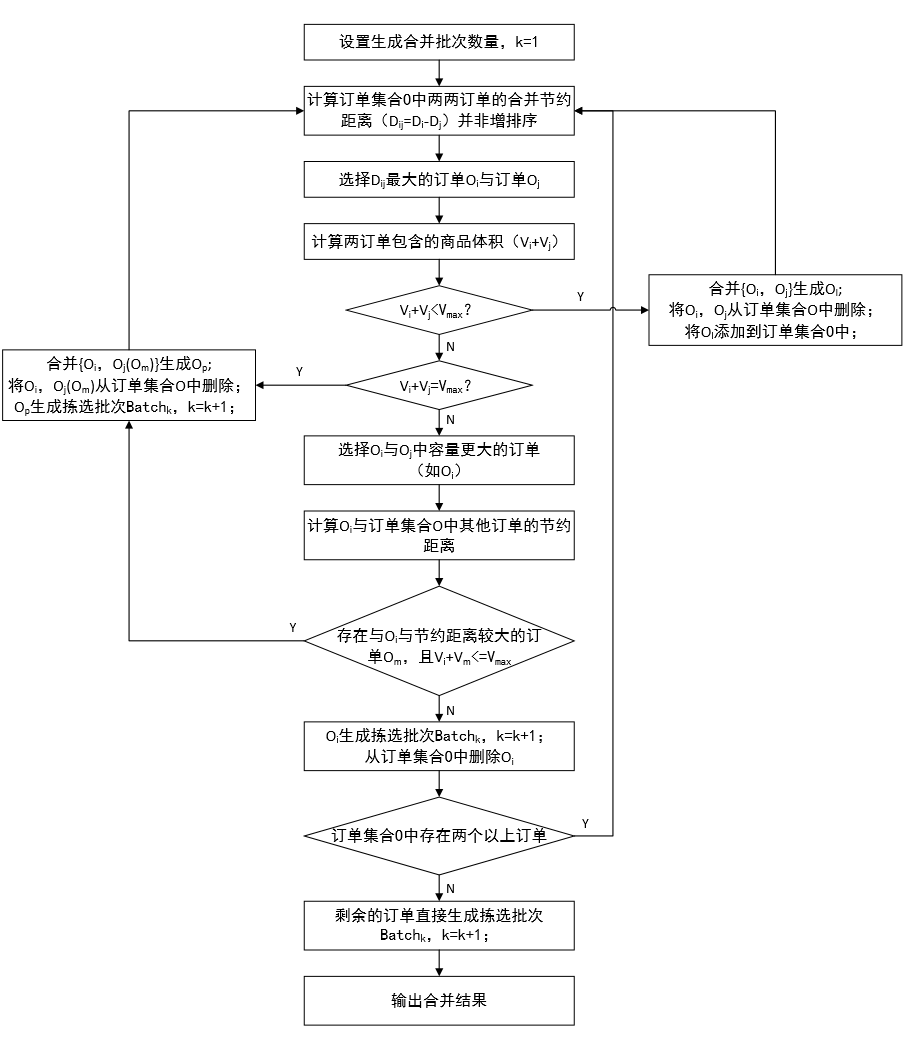 设置生成合并批次数量，k=1
计算订单集合O中两两订单的合并节约
距离（Dij=Di-Dj）并非增排序
选择Dij最大的订单Oi与订单Oj
计算两订单包含的商品体积（Vi+Vj）
Vi+Vj<Vmax？
Y
合并{Oi，Oj}生成Ol;
将Oi，Oj从订单集合O中删除；
将Ol添加到订单集合O中；
N
Vi+Vj=Vmax？
Y
合并{Oi，Oj(Om)}生成Op;
将Oi，Oj(Om)从订单集合O中删除；
Op生成拣选批次Batchk，k=k+1；
N
选择Oi与Oj中容量更大的订单
（如Oi）
计算Oi与订单集合O中其他订单的节约
距离
Y
存在与Oi与节约距离较大的订
单Om，且Vi+Vm<=Vmax
N
Oi生成拣选批次Batchk，k=k+1；
从订单集合O中删除Oi
订单集合O中存在两个以上订单
Y
N
剩余的订单直接生成拣选批次
Batchk，k=k+1；
输出合并结果